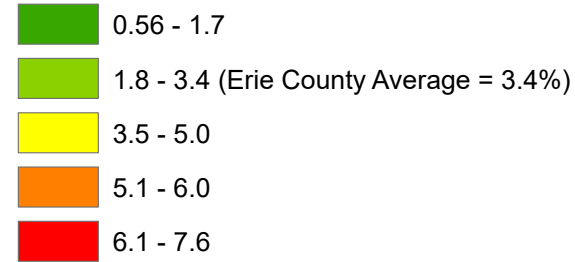 0.56 - 1.7
1.8 - 3.4 (Erie County Average = 3.4%)
3.5 - 5.0
5.1 - 6.0
6.1 - 7.6